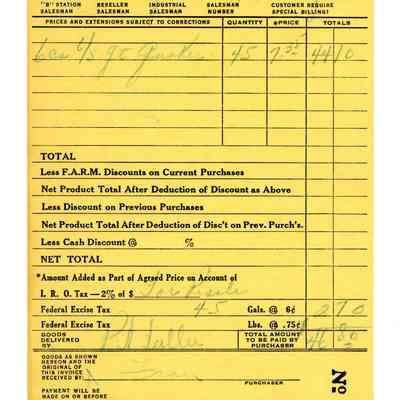 "B" STATION RESELLER INDUSTRIAL SALESMAN CUSTOMER REQUIRE
SALESMAN SALESMAN SALESMAN NUMBER SPECIAL BILLING?
PRICES AND EXTENSIONS SUBJECT TO CORRECTIONS QUANTITY @PRICE TOTALS
6/5 45 44 10
TOTAL
Less F.A.R.M. Discounts on Current Purchases
Net Product Total After Deduction of Discount as Above
Less Discount on Previous Purchases
Net Product Total After Deduction of Disc't on Prev. Purch's.
Less Cash Discount @ %
NET TOTAL
*Amount Added as Part of Agreed Price on Account of
I. R. O. Tax—2% of $
Federal Excise Tax 45 Gals. @ 6¢ 2 70
Federal Excise Tax Lbs. @ .75¢
GOODS DELIVERED BY TOTAL AMOUNT TO BE PAID BY PURCHASER 46 80
GOODS AS SHOWN
HEREON AND THE
ORIGINAL OF
THIS INVOICE
RECEIVED BY PURCHASER
PAYMENT WILL BE
MADE ON OR BEFORE
No